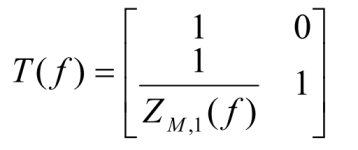 T(f) = [ 1 0
1 / Z_{M,1}(f) 1 ]